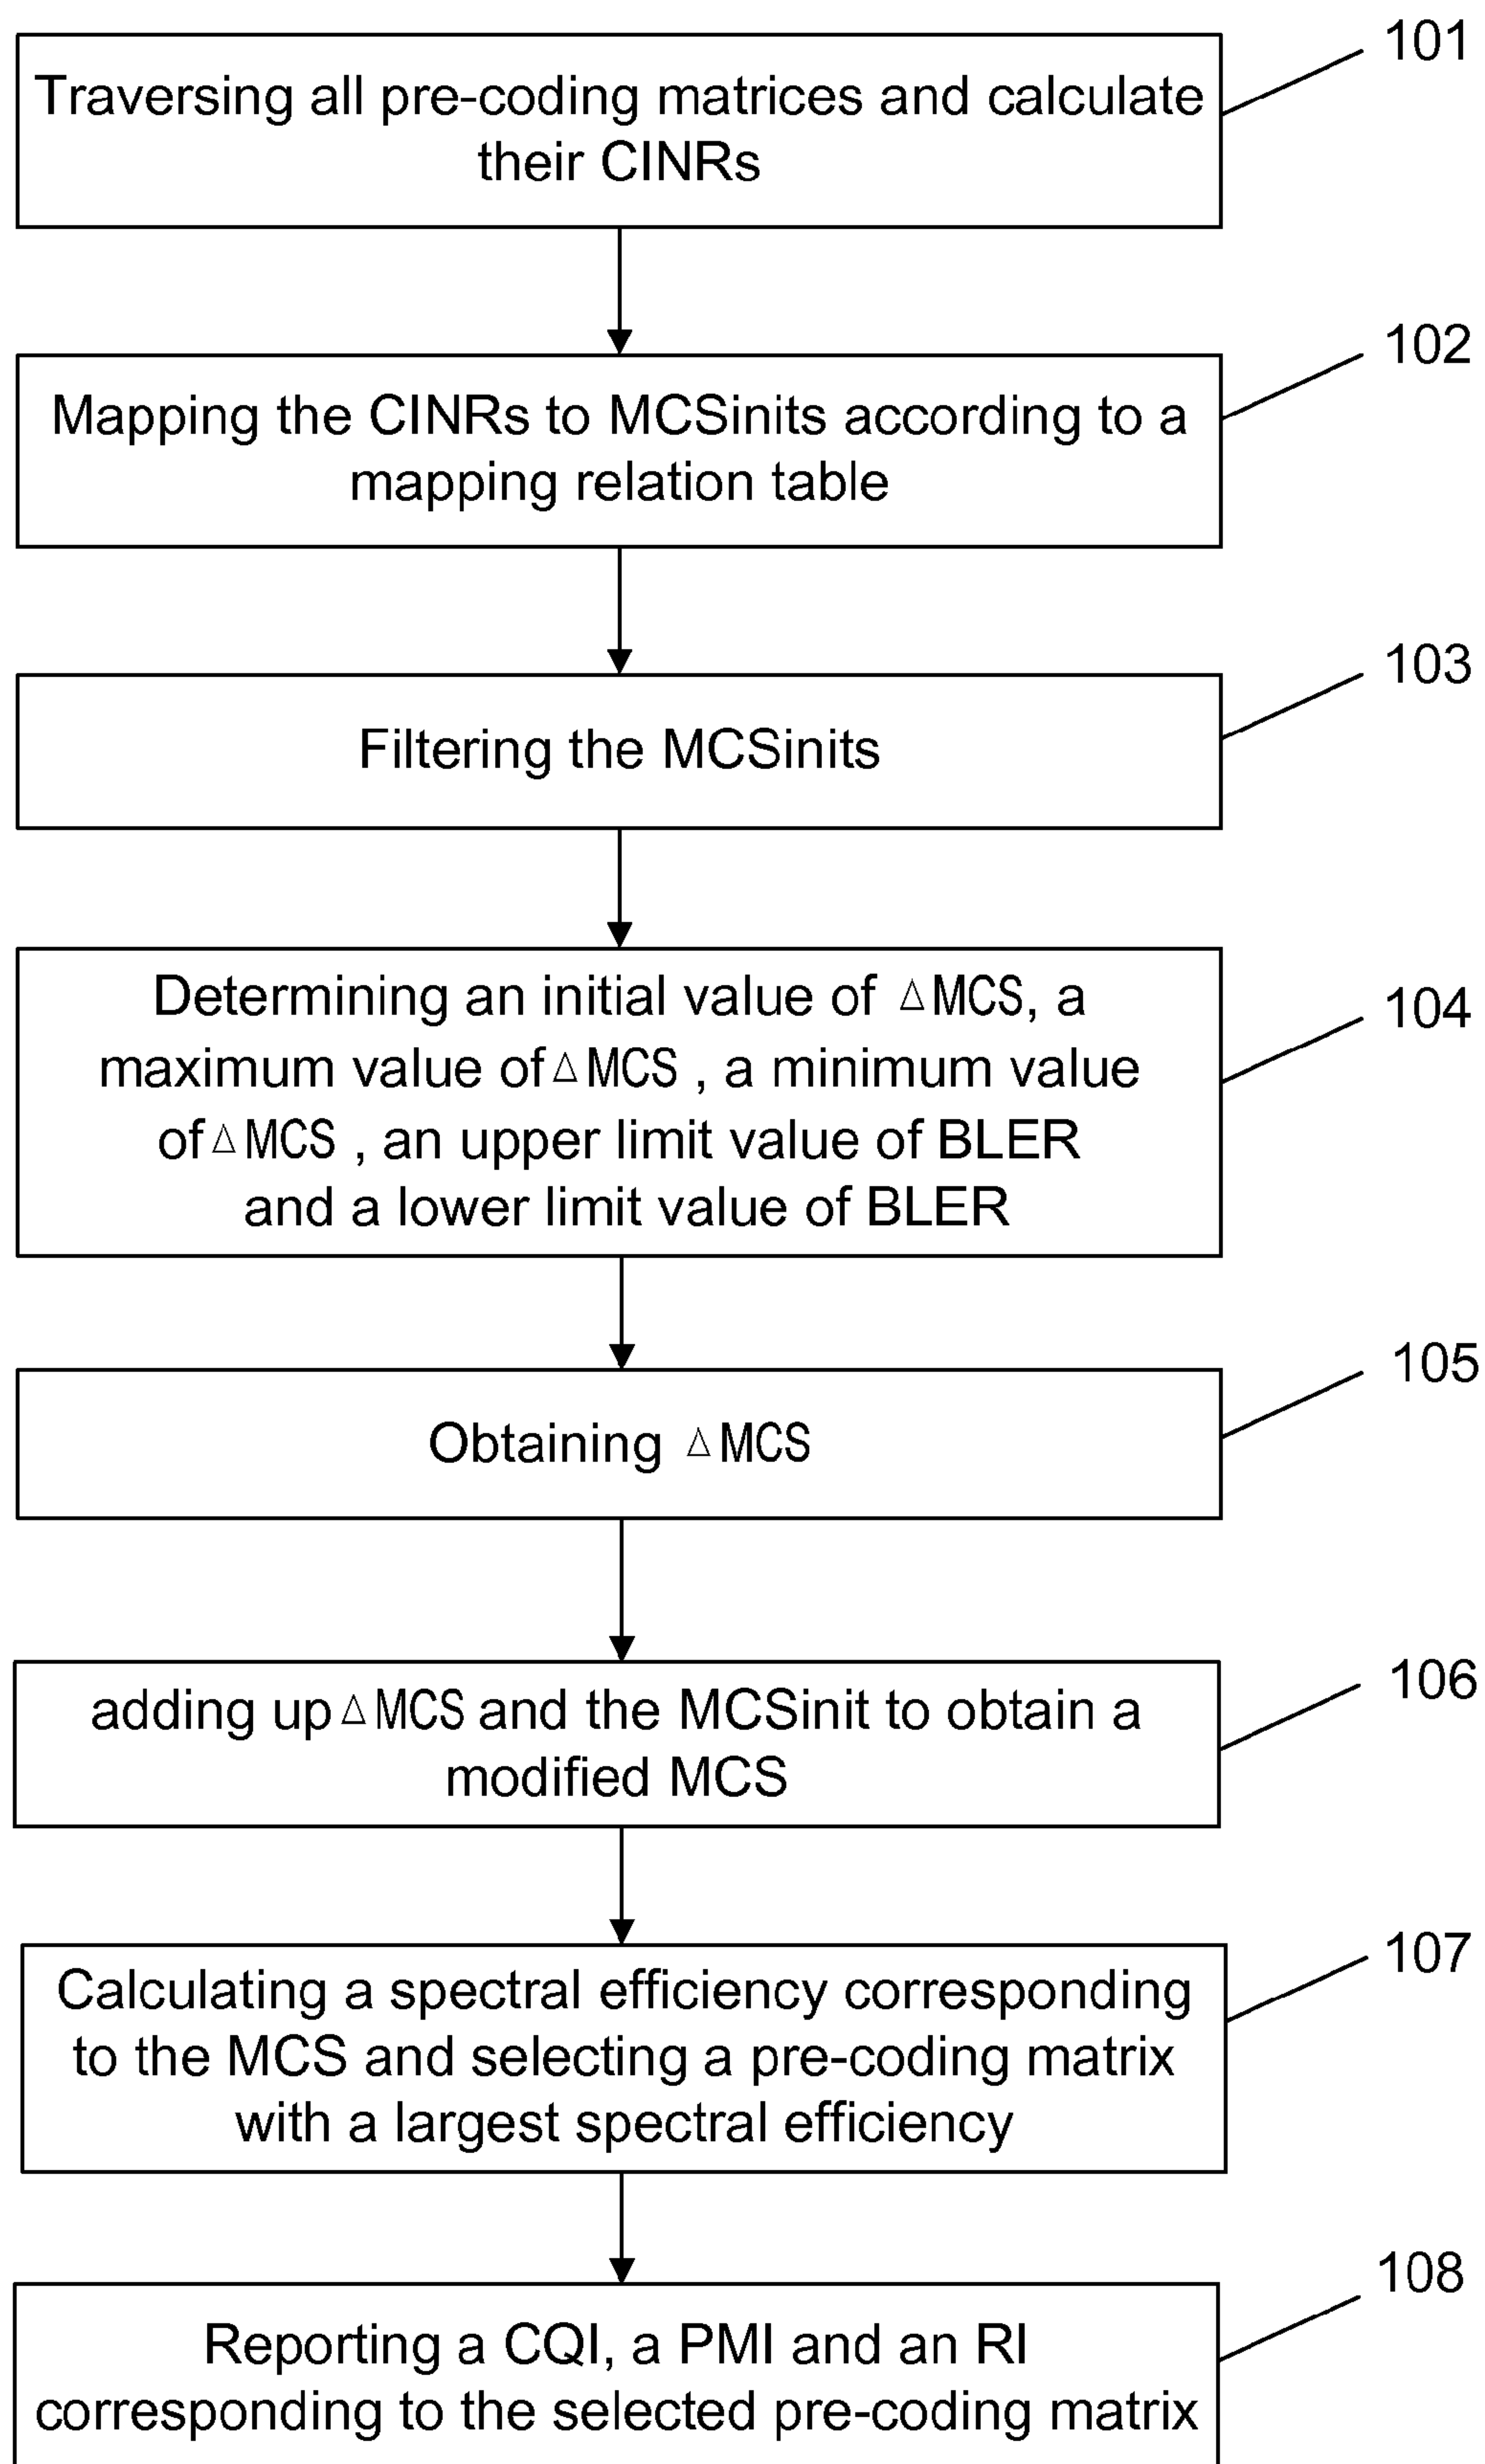 101
Traversing all pre-coding matrices and calculate
their CINRs
102
Mapping the CINRs to MCSinits according to a
mapping relation table
103
Filtering the MCSinits
104
Determining an initial value of △MCS, a
maximum value of△MCS , a minimum value
of△MCS , an upper limit value of BLER
and a lower limit value of BLER
105
Obtaining △MCS
106
adding up△MCS and the MCSinit to obtain a
modified MCS
107
Calculating a spectral efficiency corresponding
to the MCS and selecting a pre-coding matrix
with a largest spectral efficiency
108
Reporting a CQI, a PMI and an RI
corresponding to the selected pre-coding matrix